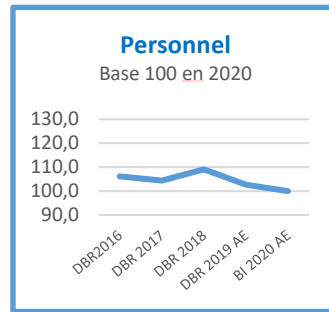 Personnel
Base 100 en 2020
130,0
120,0
110,0
100,0
90,0
DBR2016
DBR 2017
DBR 2018
DBR 2019 AE
BI 2020 AE